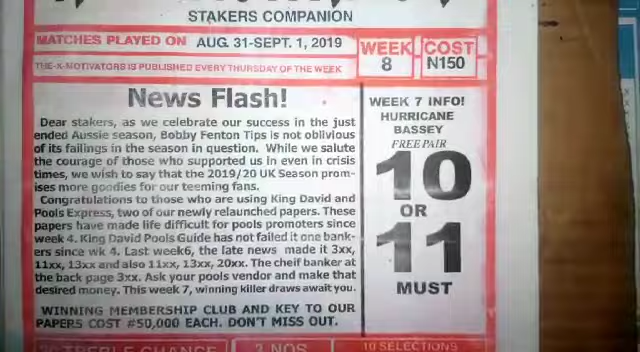 STAKERS COMPANION
MATCHES PLAYED ON AUG. 31-SEPT. 1, 2019
THE-K-MOTIVATORS IS PUBLISHED EVERY THURSDAY OF THE WEEK
WEEK
8
COST
N150
News Flash!
Dear stakers, as we celebrate our success in the just
ended Aussie season, Bobby Fenton Tips is not oblivious
of its failings in the season in question. While we salute
the courage of those who supported us in even in crisis
times, we wish to say that the 2019/20 UK Season prom-
ises more goodies for our teeming fans.
Congratulations to those who are using King David and
Pools Express, two of our newly relaunched papers. These
papers have made life difficult for pools promoters since
week 4. King David Pools Guide has not failed it one bank-
ers since wk 4. Last week6, the late news made it 3xx,
11xx, 13xx and also 11xx, 13xx, 20xx. The cheif banker at
the back page 3xx. Ask your pools vendor and make that
desired money. This week 7, winning killer draws await you.
WINNING MEMBERSHIP CLUB AND KEY TO OUR
PAPERS COST #50,000 EACH. DON'T MISS OUT.
WEEK 7 INFO!
HURRICANE
BASSEY
FREE PAIR
10
OR
11
MUST
TREBLE CHANCE
2 NOS
10 SELECTIONS